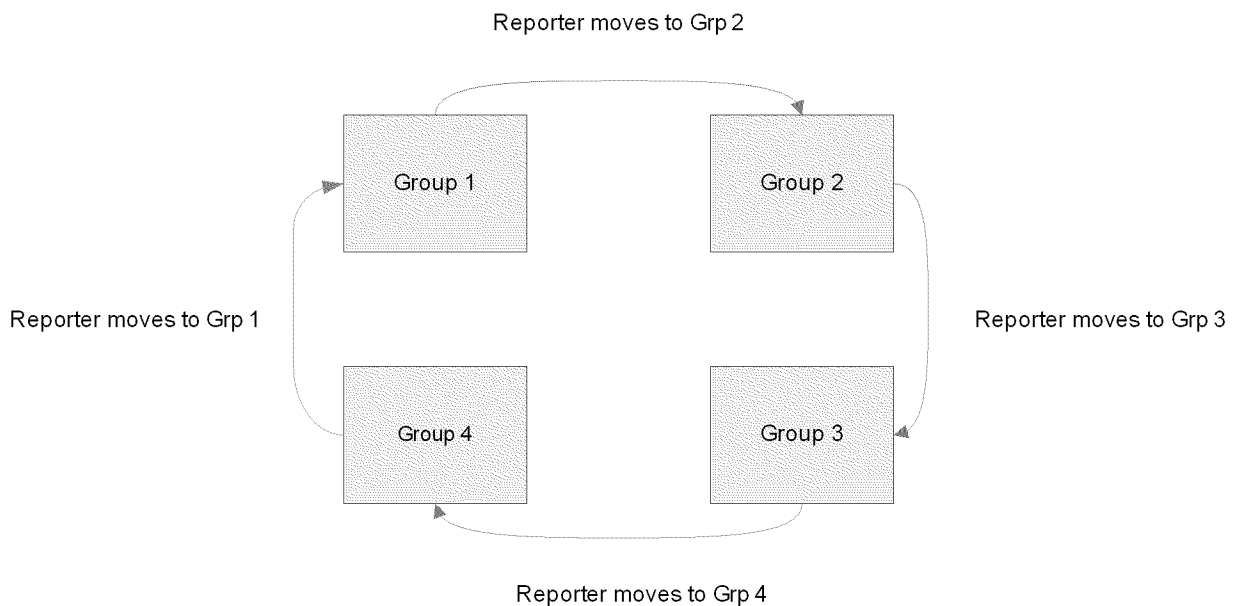 Reporter moves to Grp 2
Group 1
Group 2
Reporter moves to Grp 1
Reporter moves to Grp 3
Group 4
Group 3
Reporter moves to Grp 4